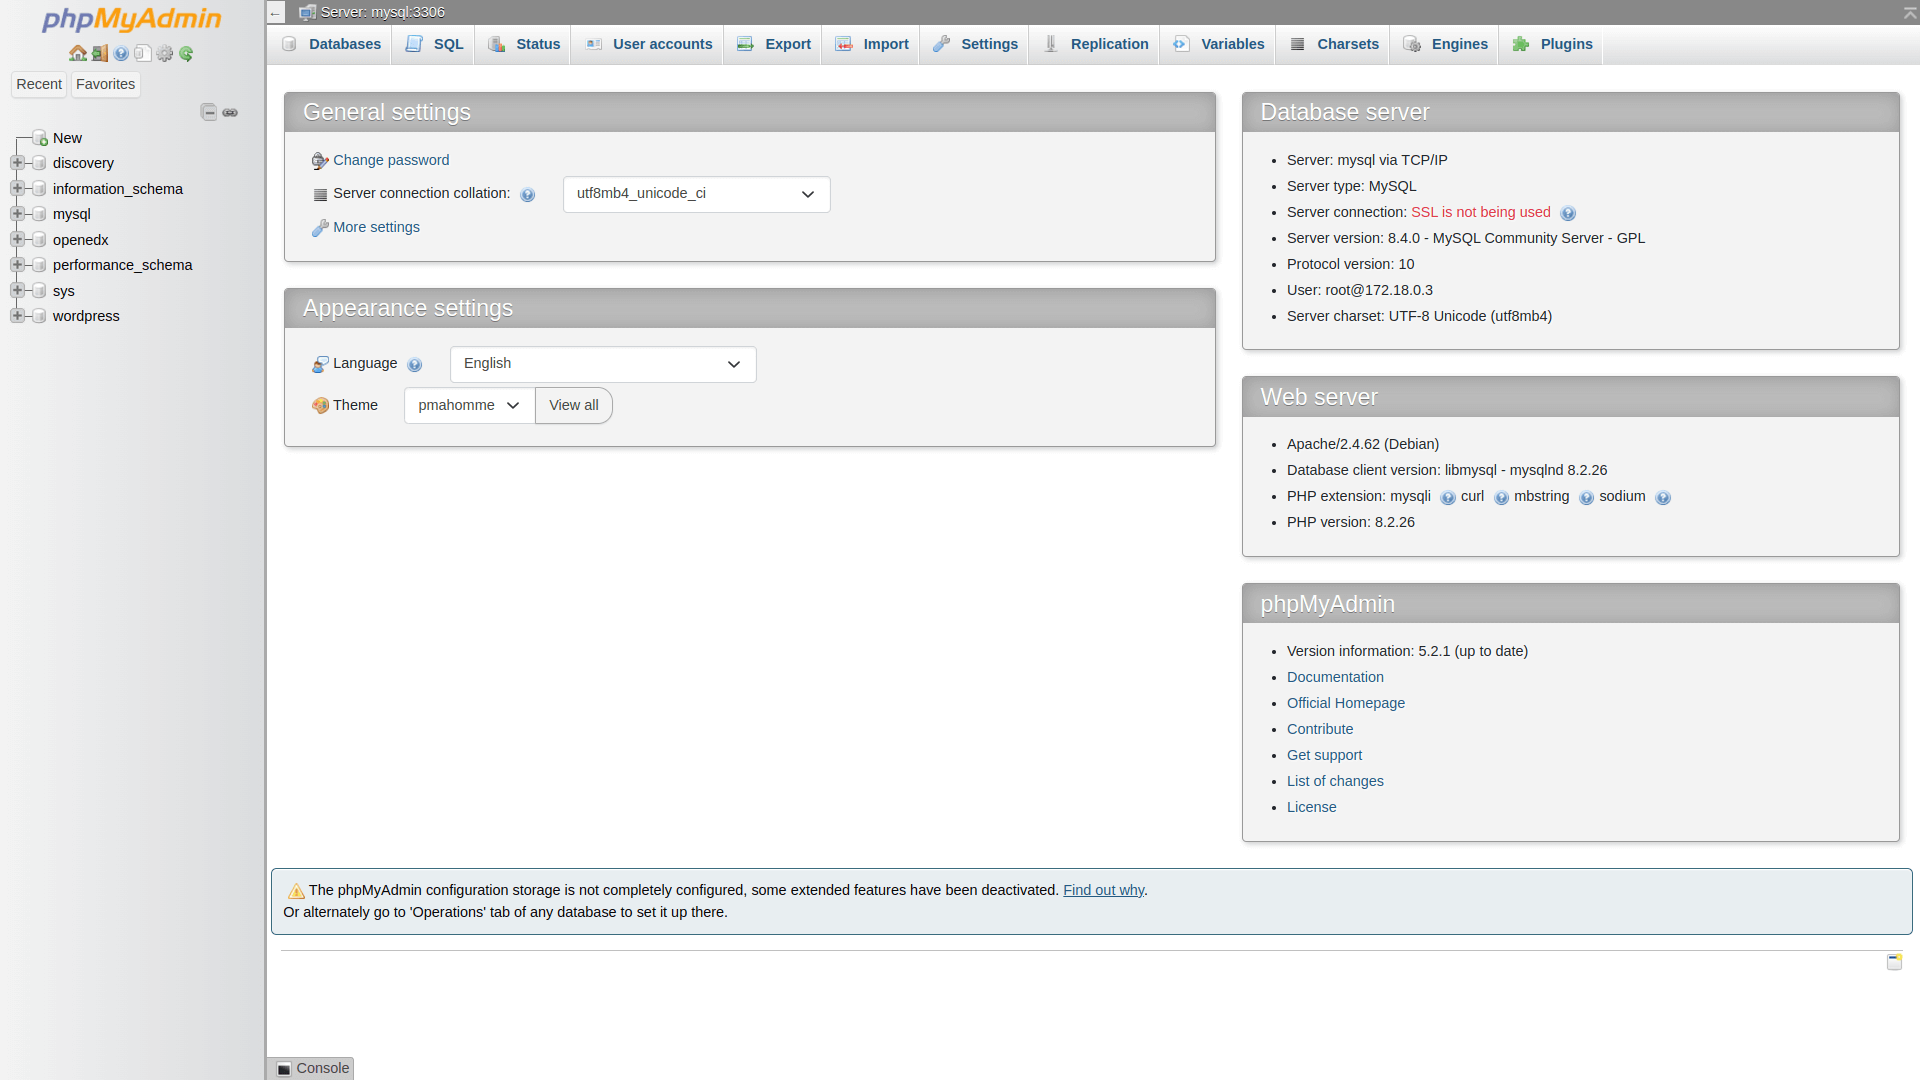 phpMyAdmin
Recent
Favorites
New
discovery
information_schema
mysql
openedx
performance_schema
sys
wordpress
Server: mysql:3306
Databases
SQL
Status
User accounts
Export
Import
Settings
Replication
Variables
Charsets
Engines
Plugins
General settings
Change password
Server connection collation:
utf8mb4_unicode_ci
More settings
Appearance settings
Language
English
Theme
pmahomme
View all
Database server
Server: mysql via TCP/IP
Server type: MySQL
Server connection: SSL is not being used
Server version: 8.4.0 - MySQL Community Server - GPL
Protocol version: 10
User: root@172.18.0.3
Server charset: UTF-8 Unicode (utf8mb4)
Web server
Apache/2.4.62 (Debian)
Database client version: libmysql - mysqlnd 8.2.26
PHP extension: mysqli curl mbstring sodium
PHP version: 8.2.26
phpMyAdmin
Version information: 5.2.1 (up to date)
Documentation
Official Homepage
Contribute
Get support
List of changes
License
The phpMyAdmin configuration storage is not completely configured, some extended features have been deactivated. Find out why.
Or alternately go to 'Operations' tab of any database to set it up there.
Console